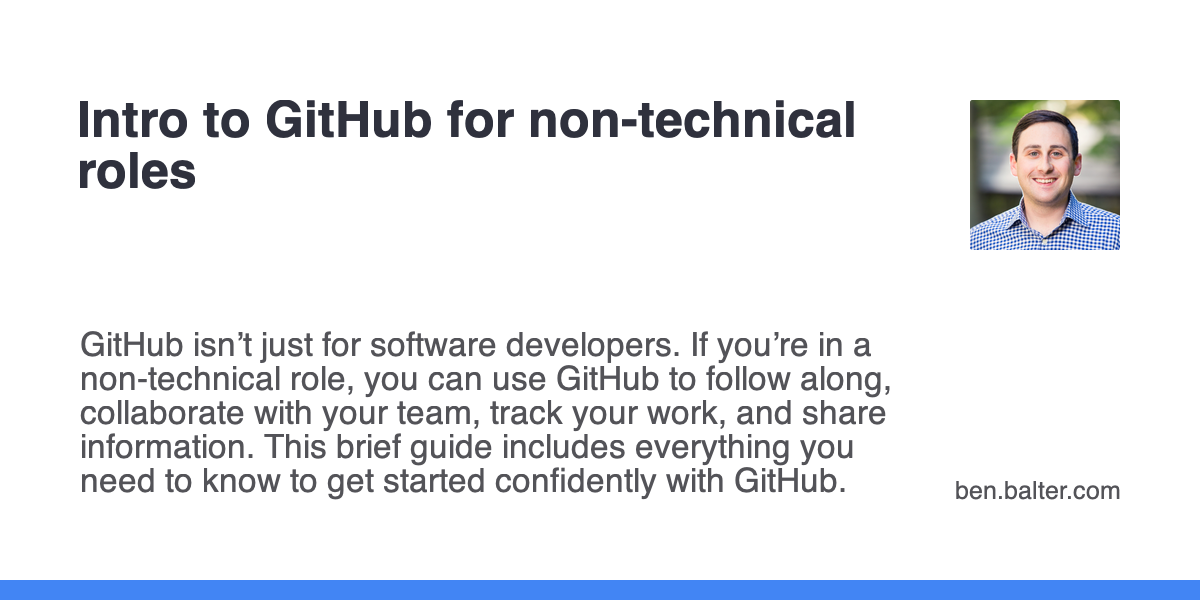 Intro to GitHub for non-technical
roles
GitHub isn’t just for software developers. If you’re in a
non-technical role, you can use GitHub to follow along,
collaborate with your team, track your work, and share
information. This brief guide includes everything you
need to know to get started confidently with GitHub.
ben.balter.com